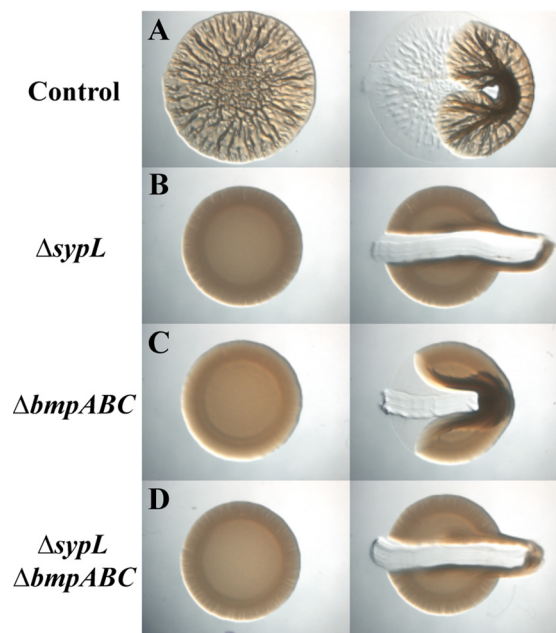 A
Control
B
ΔsypL
C
ΔbmpABC
D
ΔsypL
ΔbmpABC